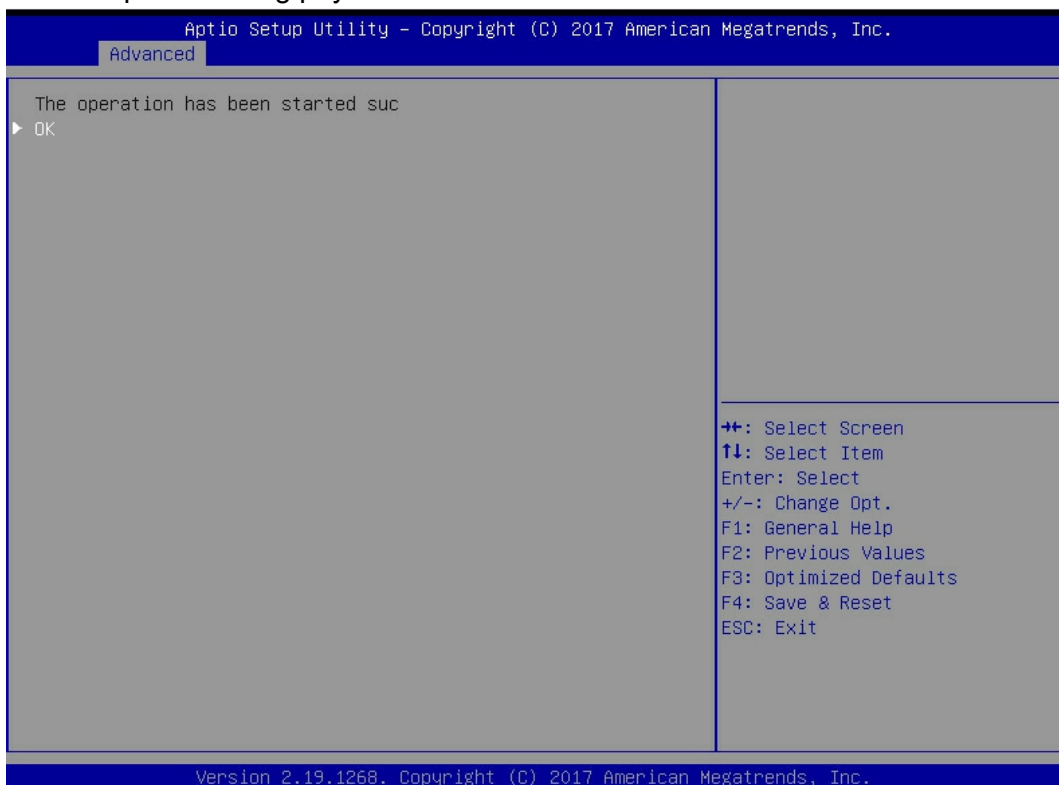 Aptio Setup Utility – Copyright (C) 2017 American Megatrends, Inc.
Advanced
The operation has been started suc
▶ OK
→←: Select Screen
↑↓: Select Item
Enter: Select
+/-: Change Opt.
F1: General Help
F2: Previous Values
F3: Optimized Defaults
F4: Save & Reset
ESC: Exit
Version 2.19.1268. Copyright (C) 2017 American Megatrends, Inc.